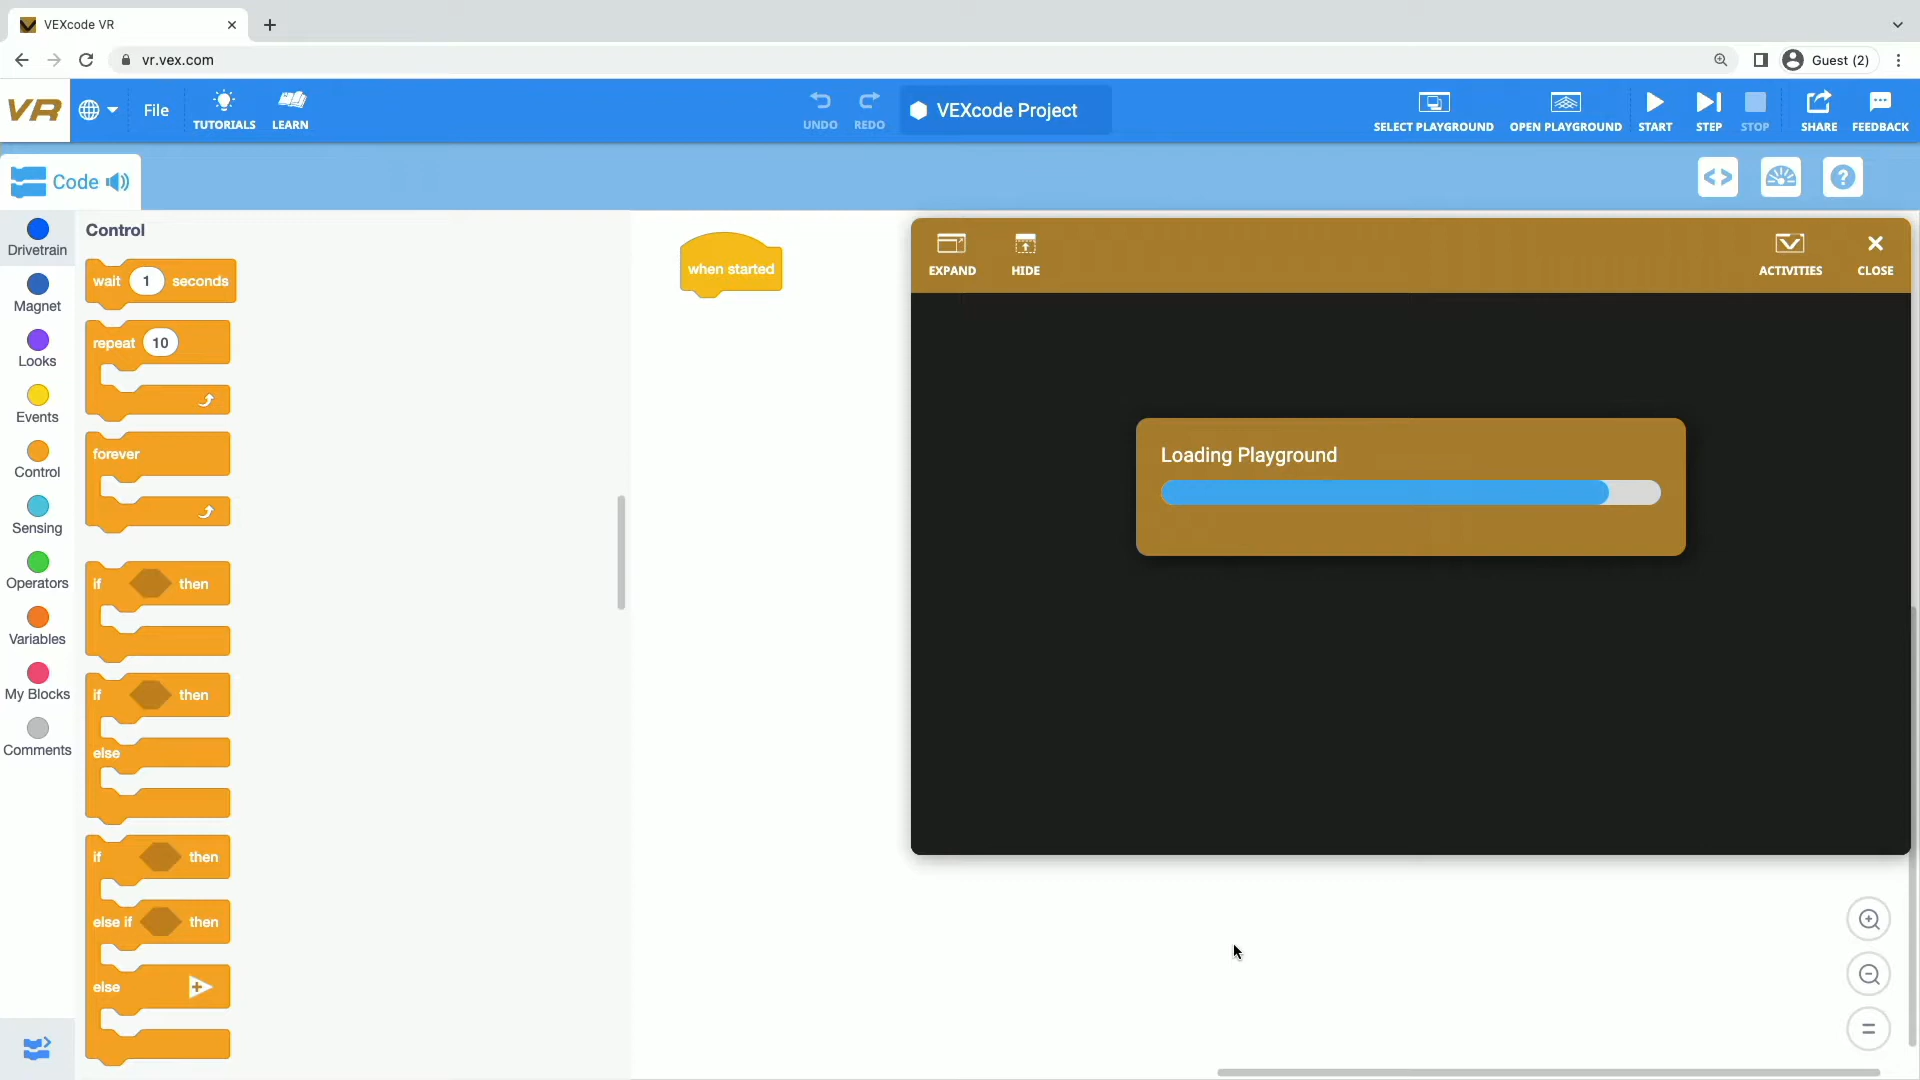 VEXcode VR
vr.vex.com
Guest (2)
VR
File
TUTORIALS
LEARN
UNDO
REDO
VEXcode Project
SELECT PLAYGROUND
OPEN PLAYGROUND
START
STEP
STOP
SHARE
FEEDBACK
Code
Drivetrain
Magnet
Looks
Events
Control
Sensing
Operators
Variables
My Blocks
Comments
Control
wait 1 seconds
repeat 10
forever
if then
if then
else
if then
else if then
else
when started
EXPAND
HIDE
ACTIVITIES
CLOSE
Loading Playground